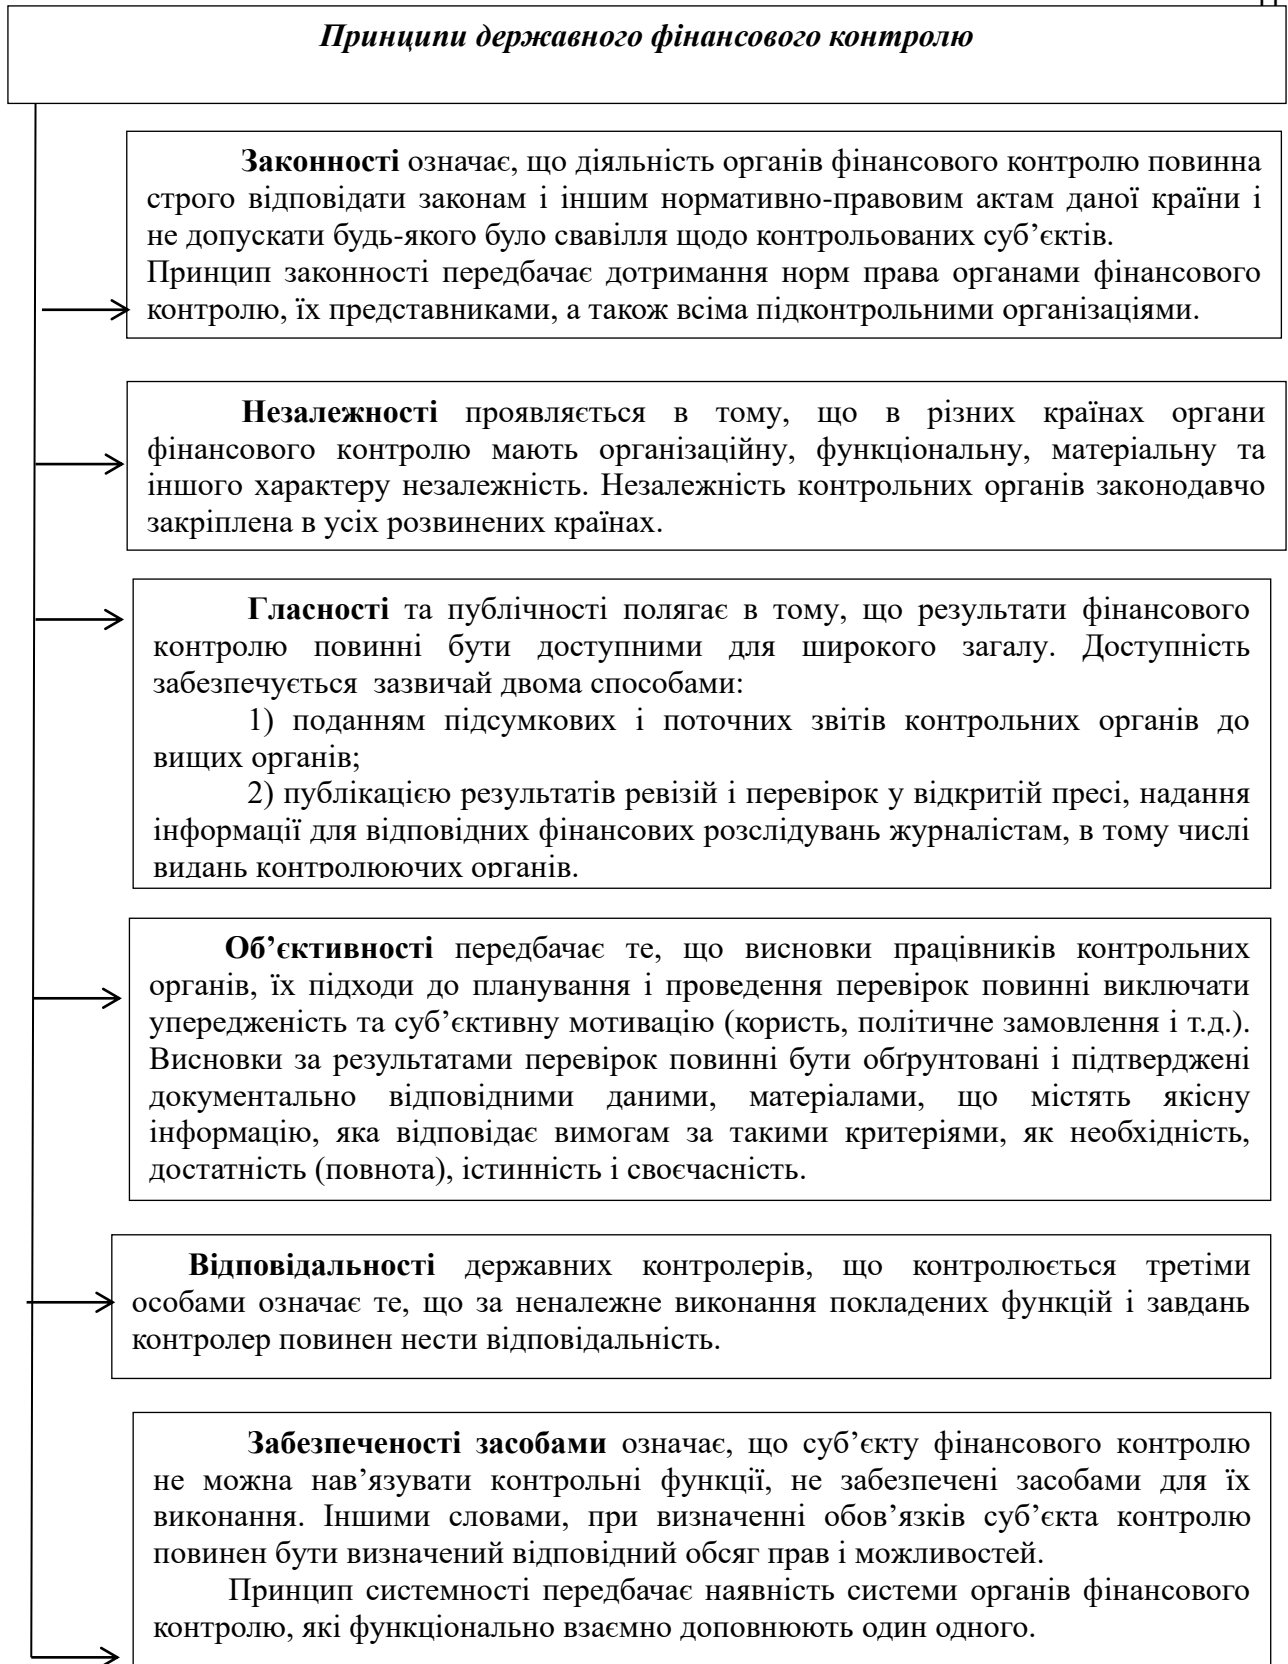 Принципи державного фінансового контролю
Законності означає, що діяльність органів фінансового контролю повинна
строго відповідати законам і іншим нормативно-правовим актам даної країни і
не допускати будь-якого було свавілля щодо контрольованих суб’єктів.
Принцип законності передбачає дотримання норм права органами фінансового
контролю, їх представниками, а також всіма підконтрольними організаціями.
Незалежності проявляється в тому, що в різних країнах органи
фінансового контролю мають організаційну, функціональну, матеріальну та
іншого характеру незалежність. Незалежність контрольних органів законодавчо
закріплена в усіх розвинених країнах.
Гласності та публічності полягає в тому, що результати фінансового
контролю повинні бути доступними для широкого загалу. Доступність
забезпечується зазвичай двома способами:
1) поданням підсумкових і поточних звітів контрольних органів до
вищих органів;
2) публікацією результатів ревізій і перевірок у відкритій пресі, надання
інформації для відповідних фінансових розслідувань журналістам, в тому числі
видань контролюючих органів.
Об’єктивності передбачає те, що висновки працівників контрольних
органів, їх підходи до планування і проведення перевірок повинні виключати
упередженість та суб’єктивну мотивацію (користь, політичне замовлення і т.д.).
Висновки за результатами перевірок повинні бути обґрунтовані і підтверджені
документально відповідними даними, матеріалами, що містять якісну
інформацію, яка відповідає вимогам за такими критеріями, як необхідність,
достатність (повнота), істинність і своєчасність.
Відповідальності державних контролерів, що контролюється третіми
особами означає те, що за неналежне виконання покладених функцій і завдань
контролер повинен нести відповідальність.
Забезпеченості засобами означає, що суб’єкту фінансового контролю
не можна нав’язувати контрольні функції, не забезпечені засобами для їх
виконання. Іншими словами, при визначенні обов’язків суб’єкта контролю
повинен бути визначений відповідний обсяг прав і можливостей.
Принцип системності передбачає наявність системи органів фінансового
контролю, які функціонально взаємно доповнюють один одного.